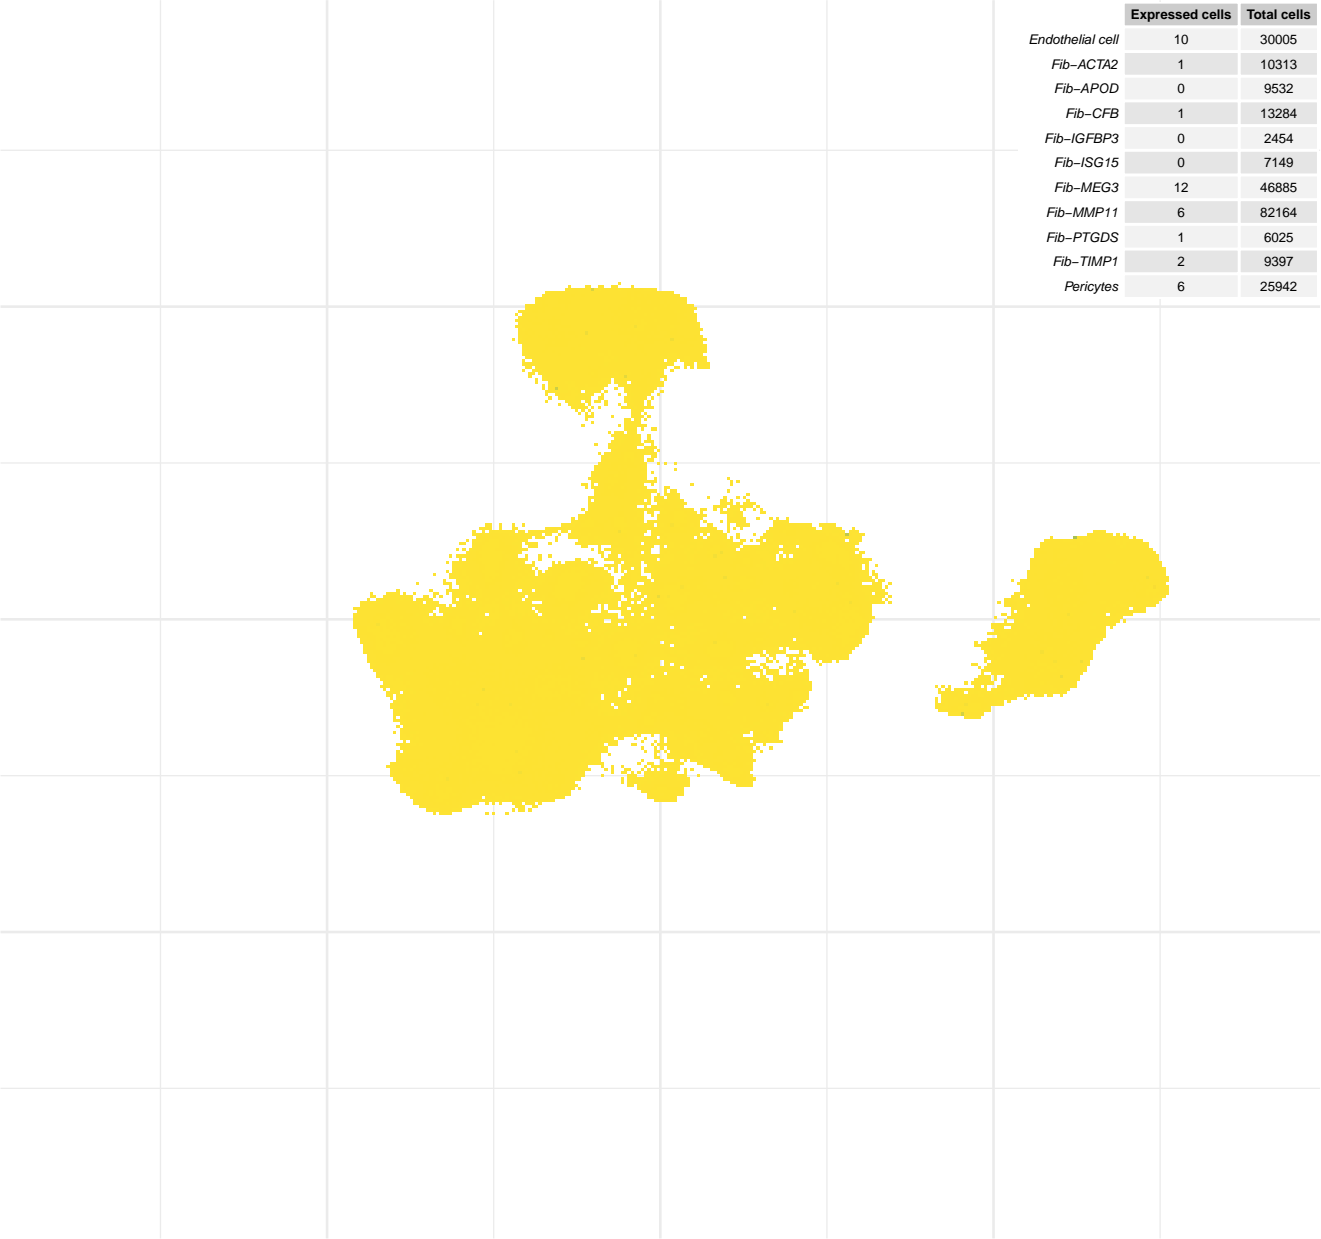 Expressed cells Total cells
Endothelial cell 10 30005
Fib−ACTA2 1 10313
Fib−APOD 0 9532
Fib−CFB 1 13284
Fib−IGFBP3 0 2454
Fib−ISG15 0 7149
Fib−MEG3 12 46885
Fib−MMP11 6 82164
Fib−PTGDS 1 6025
Fib−TIMP1 2 9397
Pericytes 6 25942